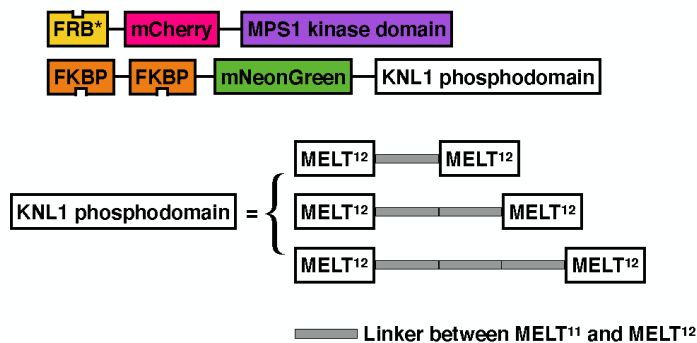 FRB* mCherry MPS1 kinase domain
FKBP FKBP mNeonGreen KNL1 phosphodomain
MELT¹² MELT¹²
KNL1 phosphodomain = { MELT¹² MELT¹²
MELT¹² MELT¹²
Linker between MELT¹¹ and MELT¹²